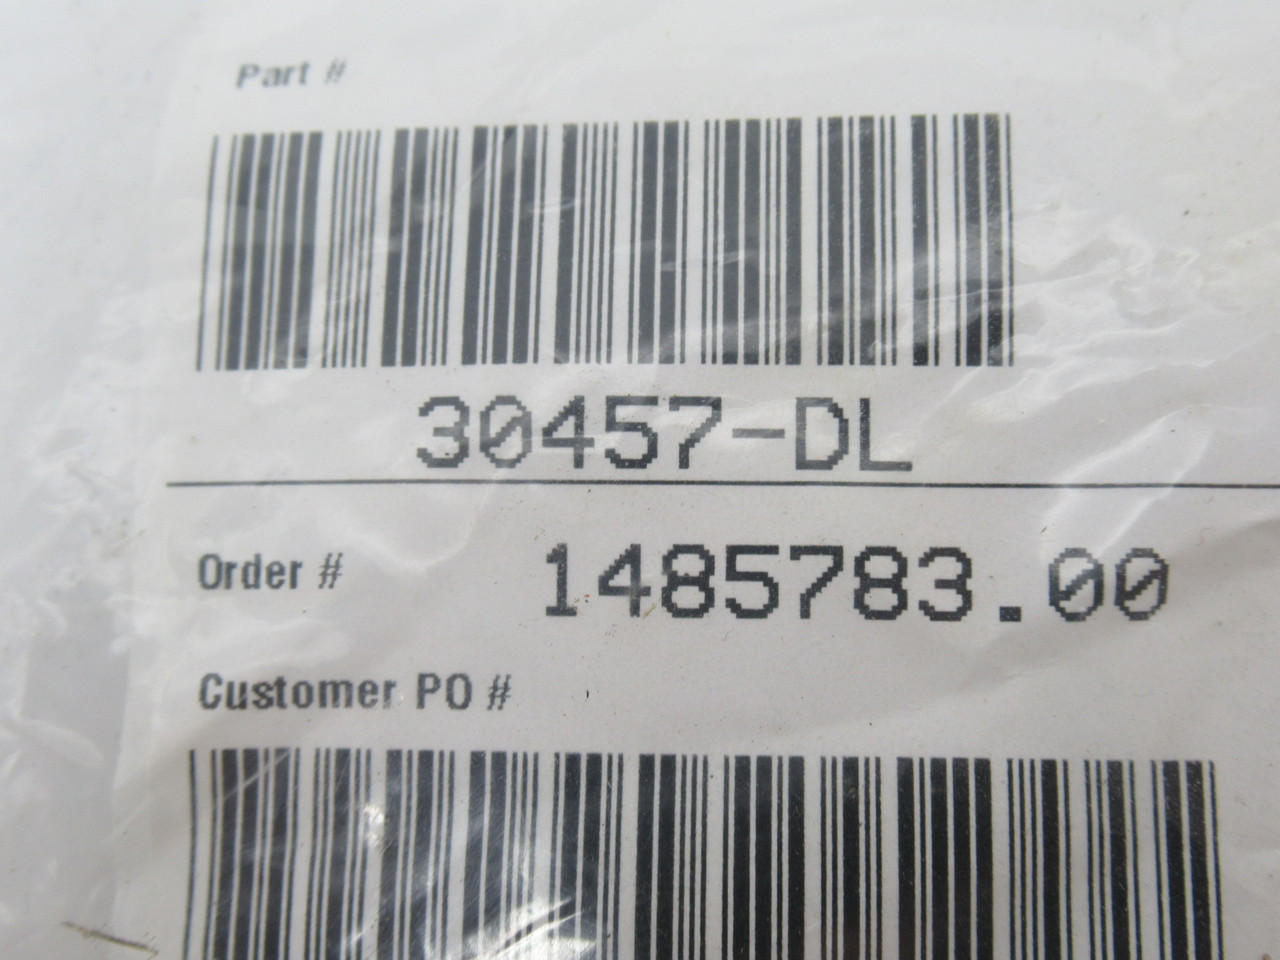 Part #
30457-DL
Order # 1485783.00
Customer PO #